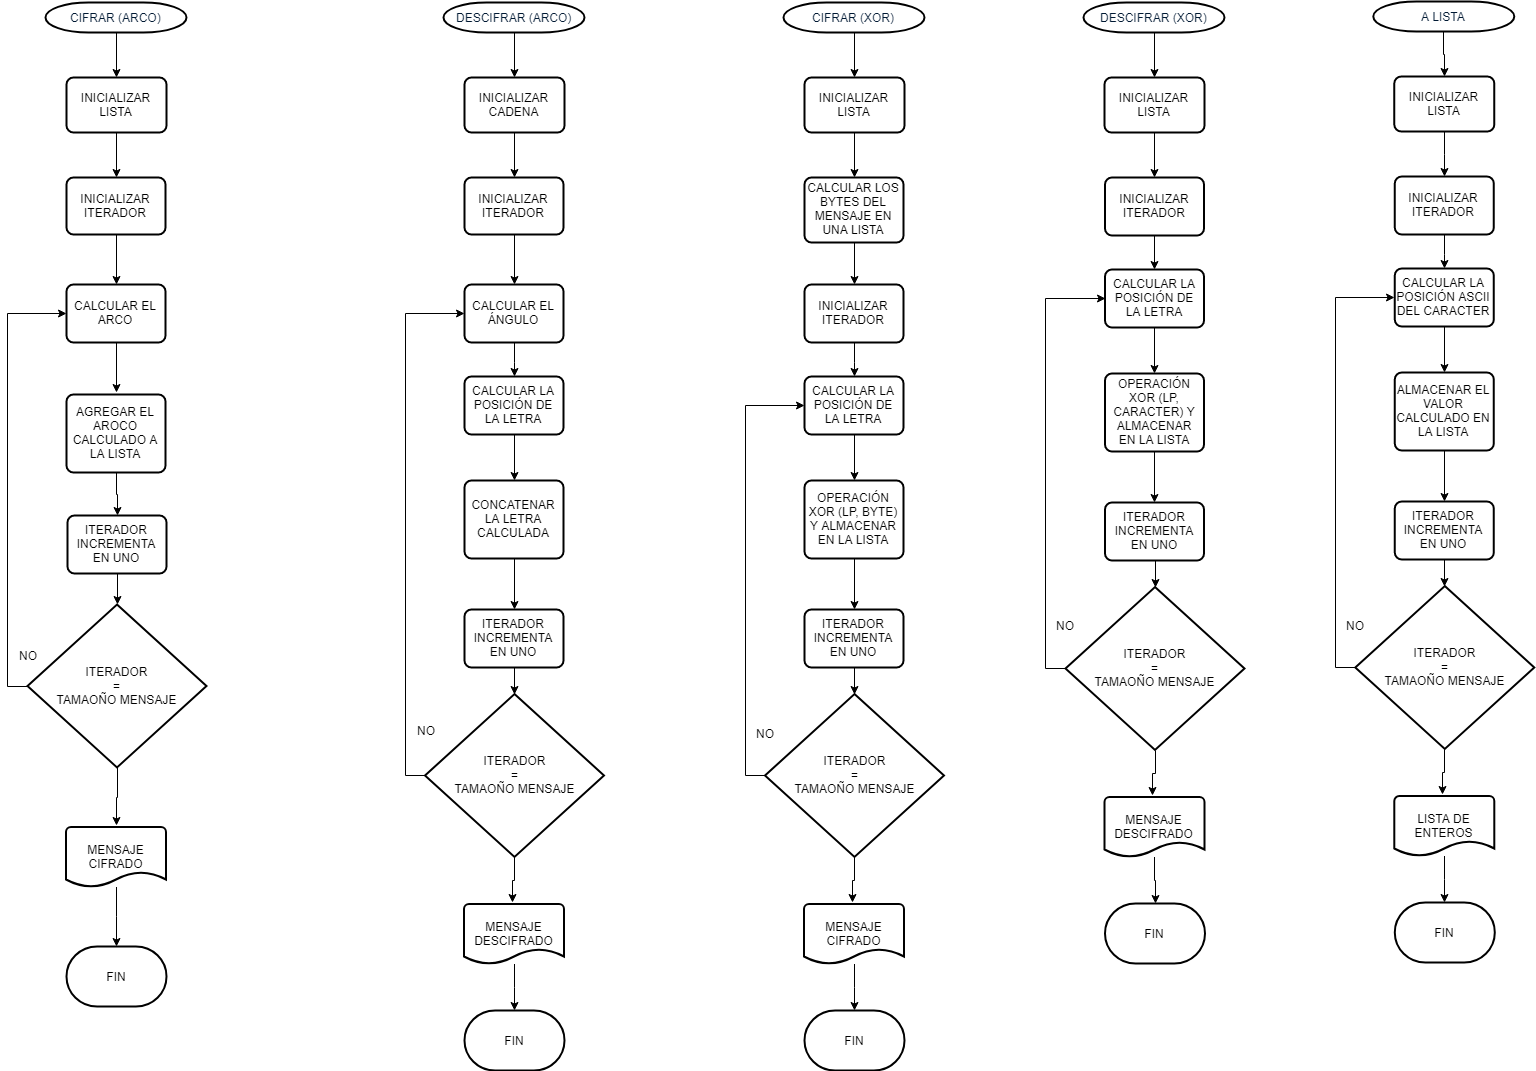 CIFRAR (ARCO)
INICIALIZAR
LISTA
INICIALIZAR
ITERADOR
CALCULAR EL
ARCO
AGREGAR EL
AROCO
CALCULADO A
LA LISTA
ITERADOR
INCREMENTA
EN UNO
NO
ITERADOR
=
TAMAOÑO MENSAJE
MENSAJE
CIFRADO
FIN
DESCIFRAR (ARCO)
INICIALIZAR
CADENA
INICIALIZAR
ITERADOR
CALCULAR EL
ÁNGULO
CALCULAR LA
POSICIÓN DE
LA LETRA
CONCATENAR
LA LETRA
CALCULADA
ITERADOR
INCREMENTA
EN UNO
NO
ITERADOR
=
TAMAOÑO MENSAJE
MENSAJE
DESCIFRADO
FIN
CIFRAR (XOR)
INICIALIZAR
LISTA
CALCULAR LOS
BYTES DEL
MENSAJE EN
UNA LISTA
INICIALIZAR
ITERADOR
CALCULAR LA
POSICIÓN DE
LA LETRA
OPERACIÓN
XOR (LP, BYTE)
Y ALMACENAR
EN LA LISTA
ITERADOR
INCREMENTA
EN UNO
NO
ITERADOR
=
TAMAOÑO MENSAJE
MENSAJE
CIFRADO
FIN
DESCIFRAR (XOR)
INICIALIZAR
LISTA
INICIALIZAR
ITERADOR
CALCULAR LA
POSICIÓN DE
LA LETRA
OPERACIÓN
XOR (LP,
CARACTER) Y
ALMACENAR
EN LA LISTA
ITERADOR
INCREMENTA
EN UNO
NO
ITERADOR
=
TAMAOÑO MENSAJE
MENSAJE
DESCIFRADO
FIN
A LISTA
INICIALIZAR
LISTA
INICIALIZAR
ITERADOR
CALCULAR LA
POSICIÓN ASCII
DEL CARACTER
ALMACENAR EL
VALOR
CALCULADO EN
LA LISTA
ITERADOR
INCREMENTA
EN UNO
NO
ITERADOR
=
TAMAOÑO MENSAJE
LISTA DE
ENTEROS
FIN